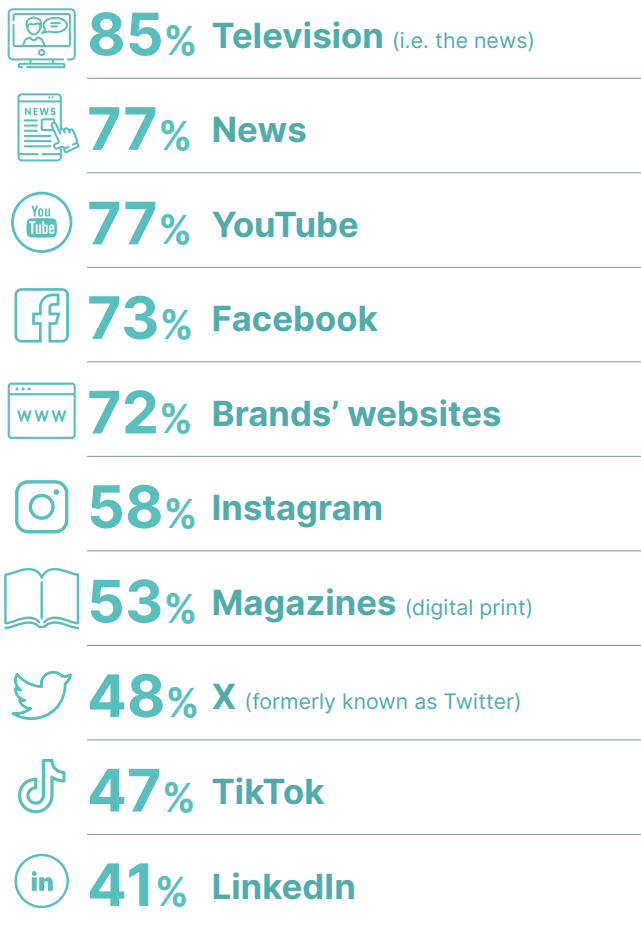 85% Television (i.e. the news)
NEWS
77% News
You
Tube
77% YouTube
73% Facebook
WWW
72% Brands’ websites
58% Instagram
53% Magazines (digital print)
48% X (formerly known as Twitter)
47% TikTok
in
41% LinkedIn